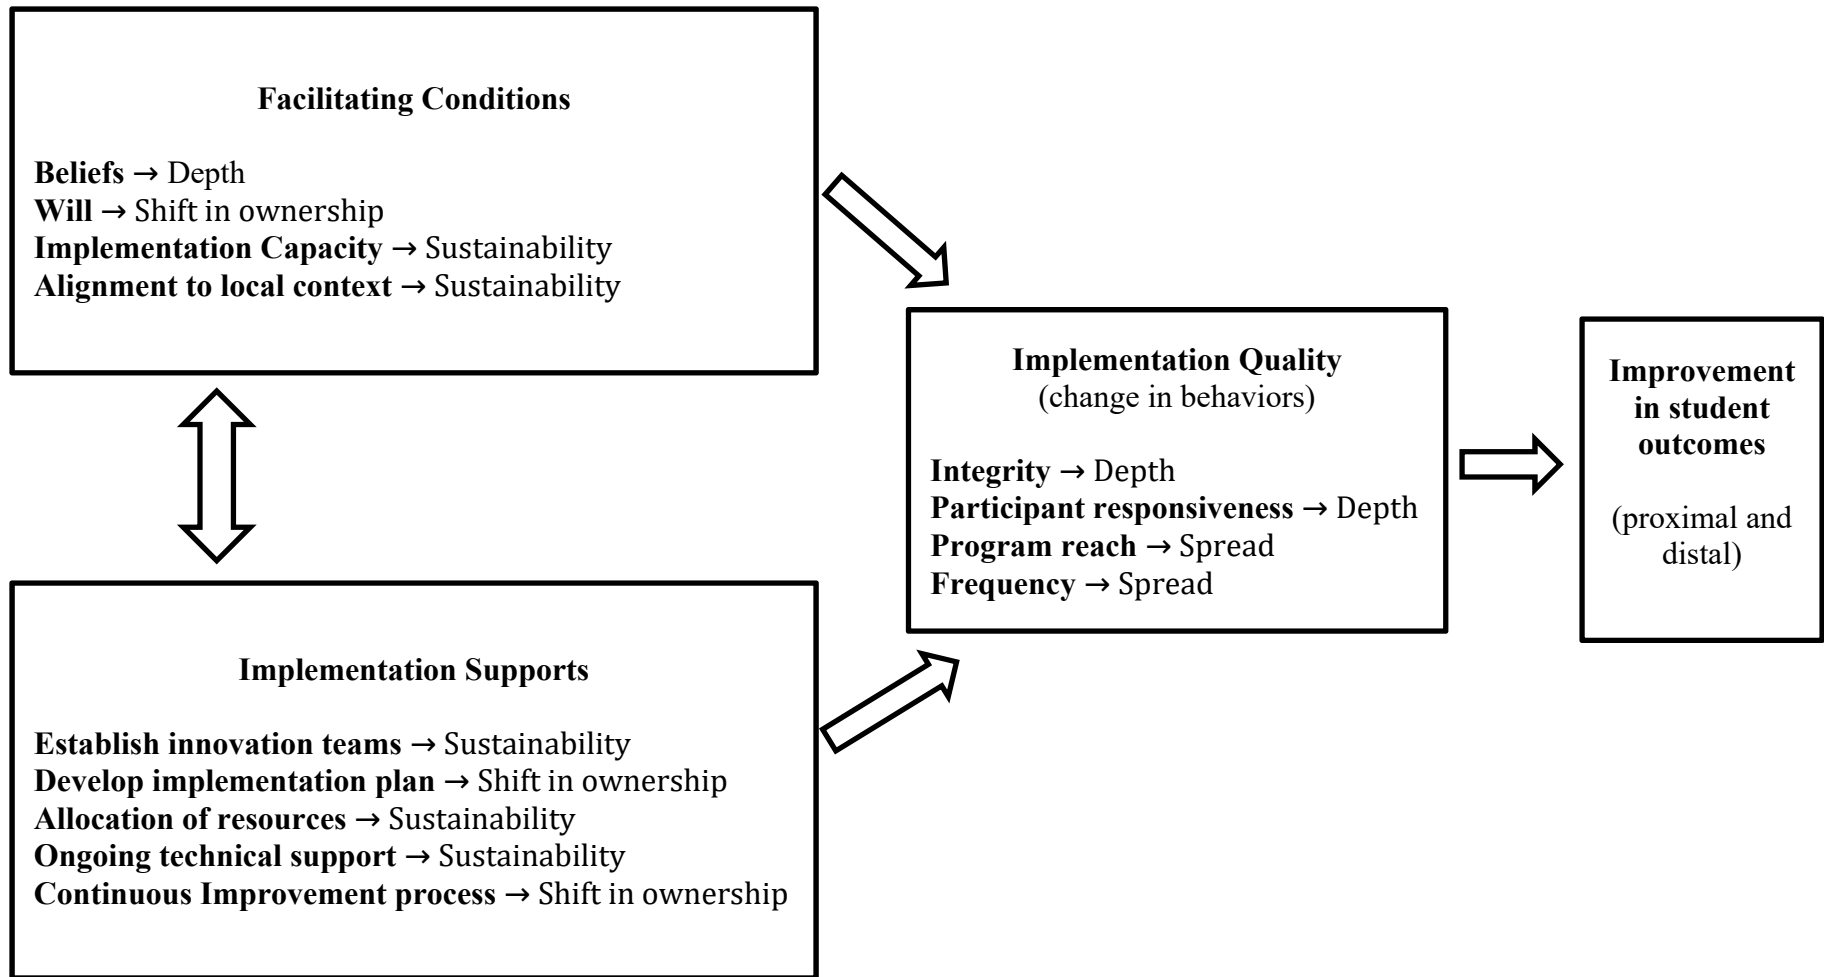 Facilitating Conditions
Beliefs → Depth
Will → Shift in ownership
Implementation Capacity → Sustainability
Alignment to local context → Sustainability
Implementation Supports
Establish innovation teams → Sustainability
Develop implementation plan → Shift in ownership
Allocation of resources → Sustainability
Ongoing technical support → Sustainability
Continuous Improvement process → Shift in ownership
Implementation Quality
(change in behaviors)
Integrity → Depth
Participant responsiveness → Depth
Program reach → Spread
Frequency → Spread
Improvement
in student
outcomes
(proximal and
distal)